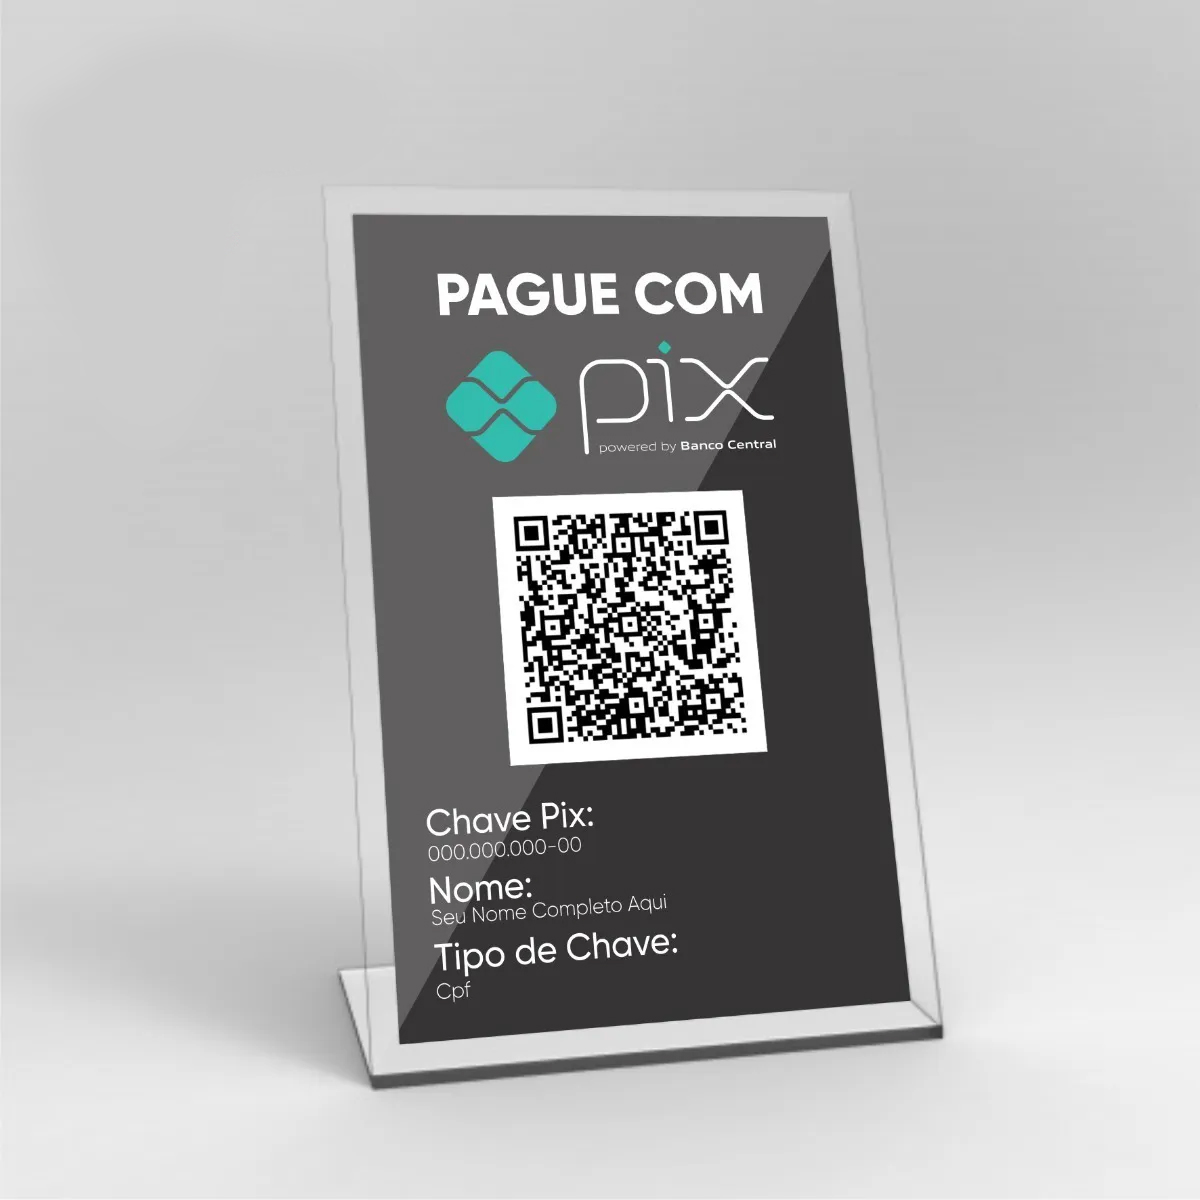 PAGUE COM
pix
powered by Banco Central
Chave Pix:
000.000.000-00
Nome:
Seu Nome Completo Aqui
Tipo de Chave:
Cpf